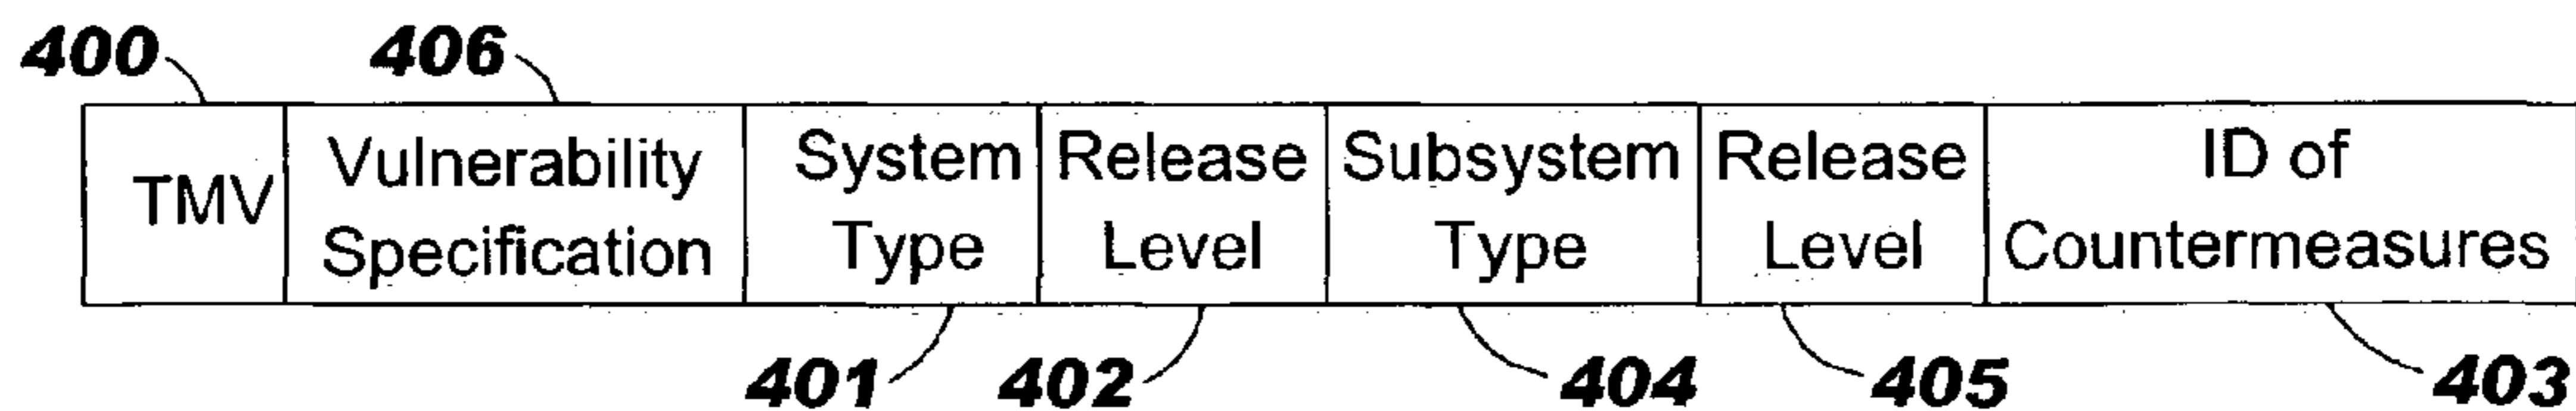 400 406
TMV
Vulnerability
Specification
System
Type
Release
Level
Subsystem
Type
Release
Level
ID of
Countermeasures
401 402 404 405 403